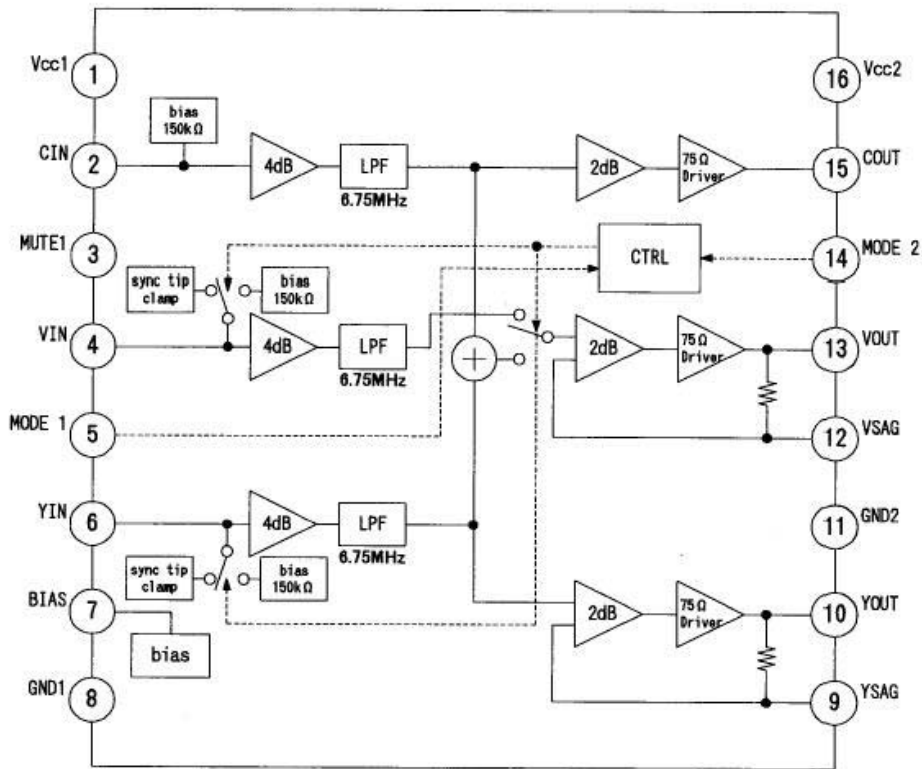 Vcc1
1
Vcc2
16
bias
150kΩ
CIN
2
4dB
LPF
6.75MHz
2dB
75Ω
Driver
COUT
15
MUTE1
3
CTRL
MODE 2
14
sync tip
clamp
bias
150kΩ
VIN
4
4dB
LPF
6.75MHz
+
2dB
75Ω
Driver
VOUT
13
MODE 1
5
VSAG
12
YIN
6
4dB
LPF
6.75MHz
GND2
11
sync tip
clamp
bias
150kΩ
BIAS
7
bias
2dB
75Ω
Driver
YOUT
10
GND1
8
YSAG
9